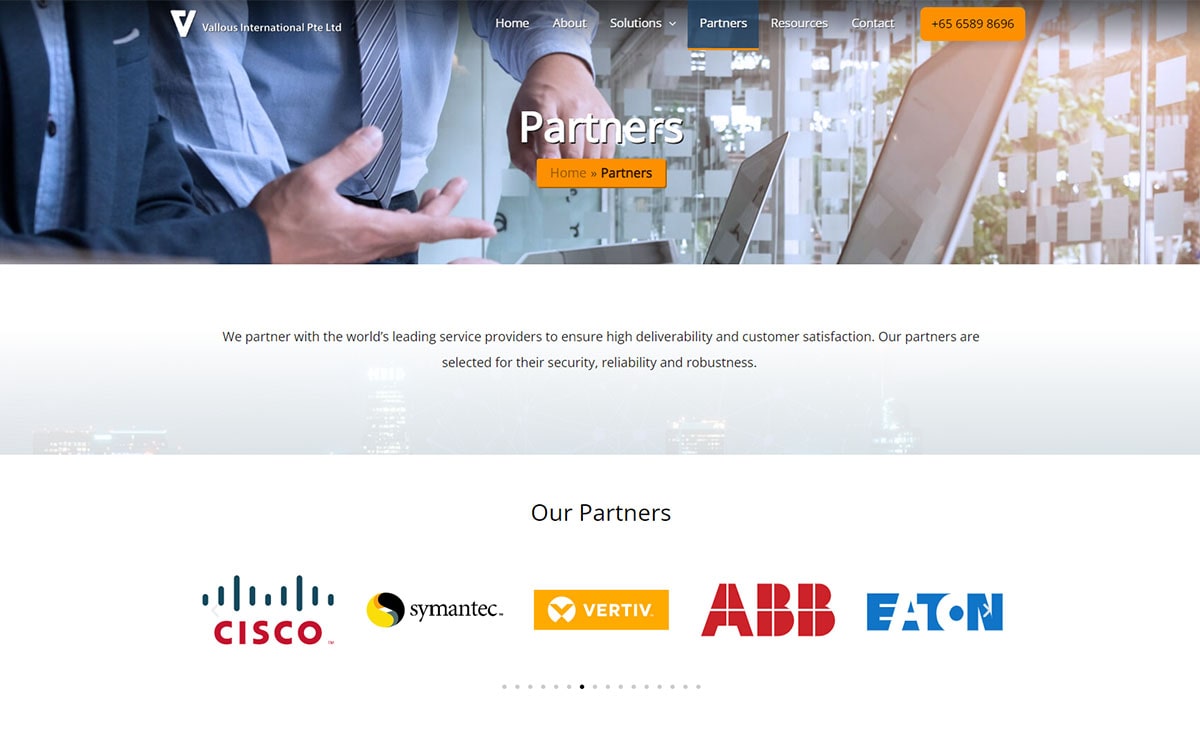 Vallous International Pte Ltd
Home About Solutions Partners Resources Contact +65 6589 8696
Partners
Home » Partners
We partner with the world’s leading service providers to ensure high deliverability and customer satisfaction. Our partners are
selected for their security, reliability and robustness.
Our Partners
CISCO™
symantec™
VERTIV
ABB
EATON